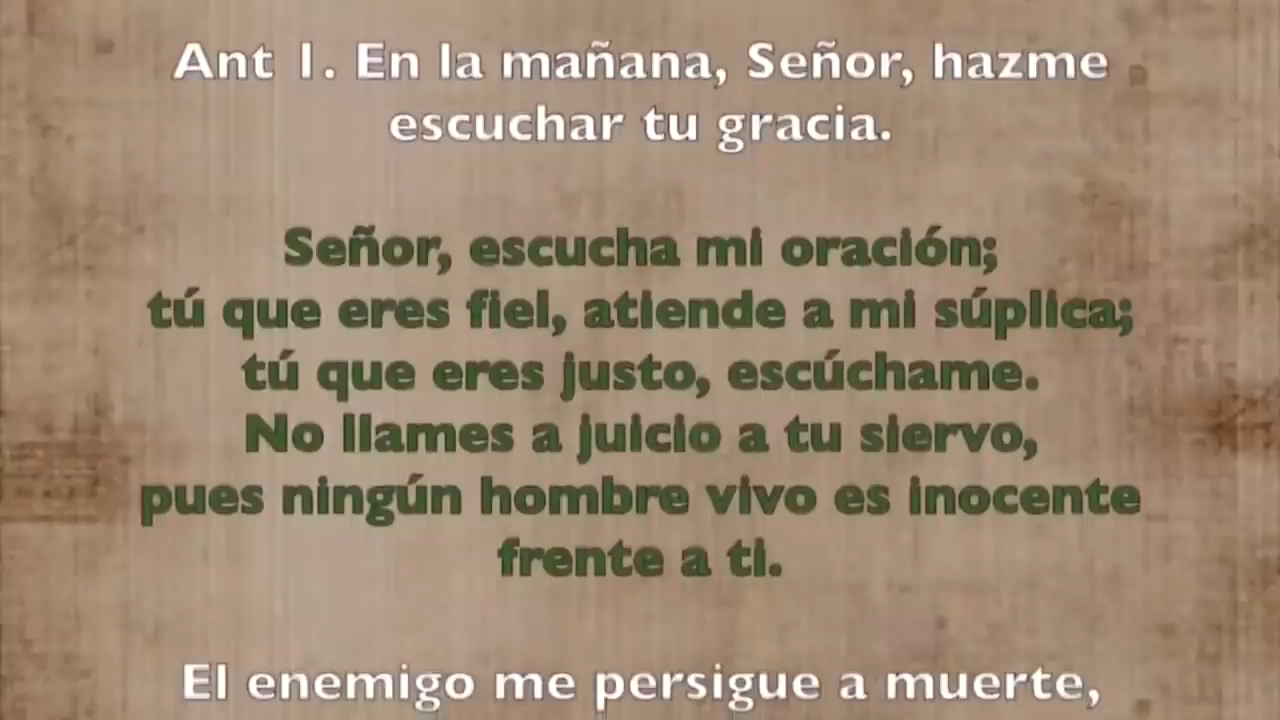 Ant 1. En la mañana, Señor, hazme
escuchar tu gracia.
Señor, escucha mi oración;
tú que eres fiel, atiende a mi súplica;
tú que eres justo, escúchame.
No llames a juicio a tu siervo,
pues ningún hombre vivo es inocente
frente a ti.
El enemigo me persigue a muerte,